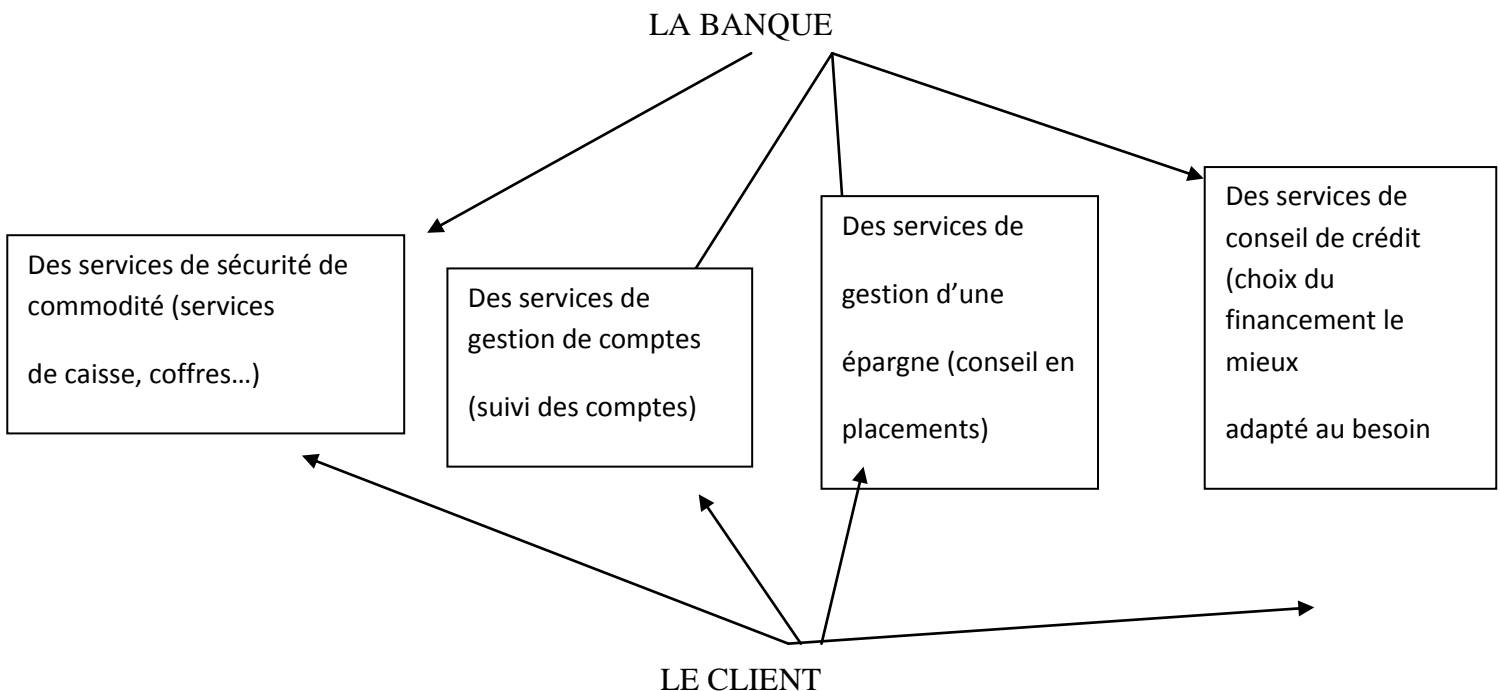 LA BANQUE
Des services de sécurité de
commodité (services
de caisse, coffres…)
Des services de
gestion de comptes
(suivi des comptes)
Des services de
gestion d’une
épargne (conseil en
placements)
Des services de
conseil de crédit
(choix du
financement le
mieux
adapté au besoin
LE CLIENT